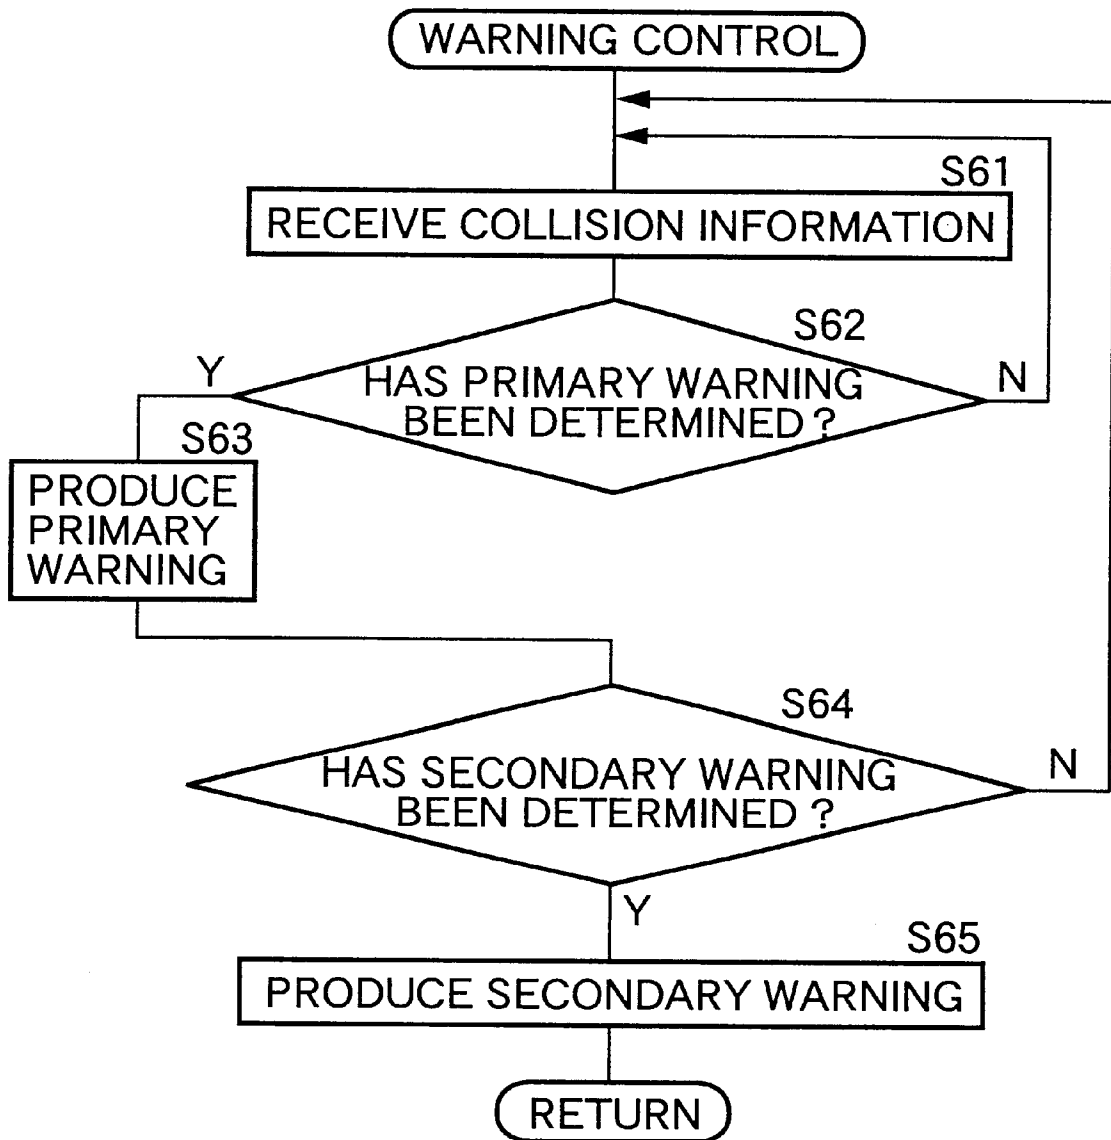 WARNING CONTROL
S61
RECEIVE COLLISION INFORMATION
S62
Y
HAS PRIMARY WARNING
BEEN DETERMINED ?
N
S63
PRODUCE
PRIMARY
WARNING
S64
HAS SECONDARY WARNING
BEEN DETERMINED ?
N
Y
S65
PRODUCE SECONDARY WARNING
RETURN